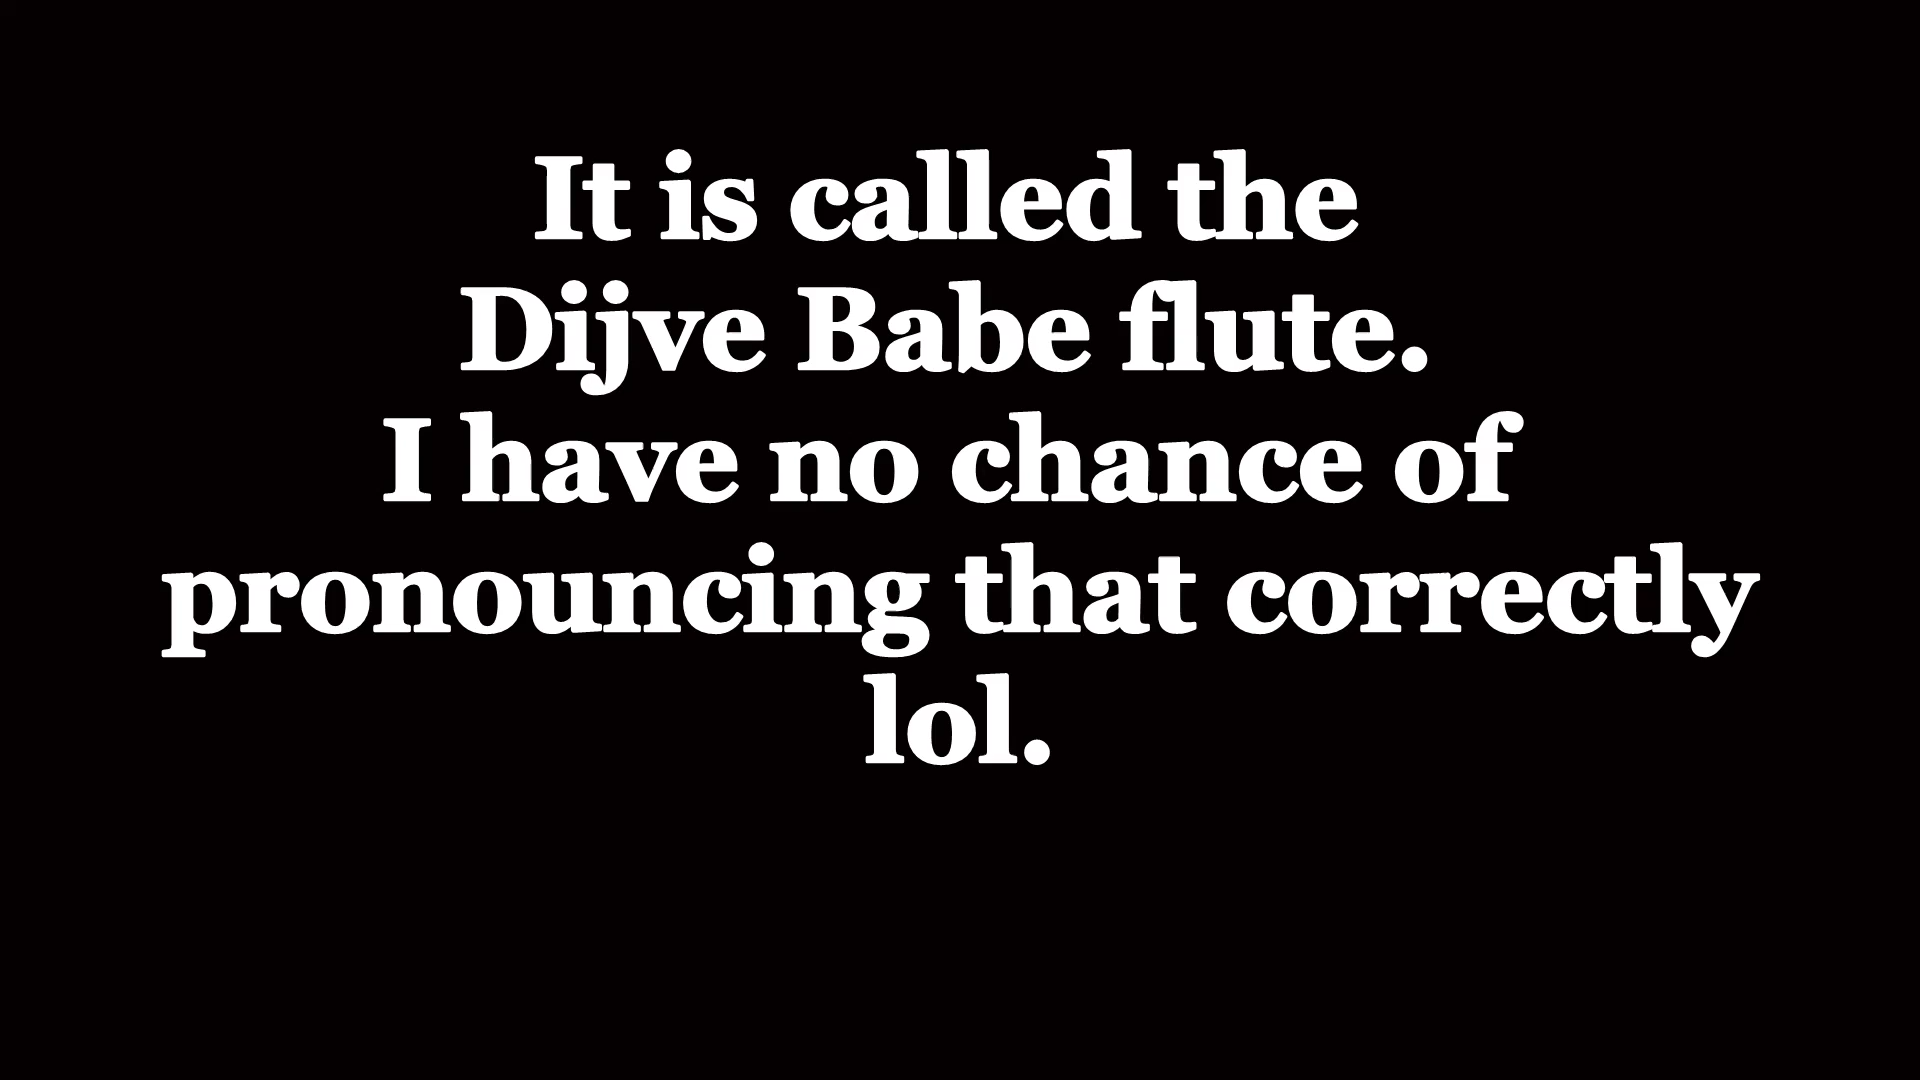 It is called the
Dijve Babe flute.
I have no chance of
pronouncing that correctly
lol.